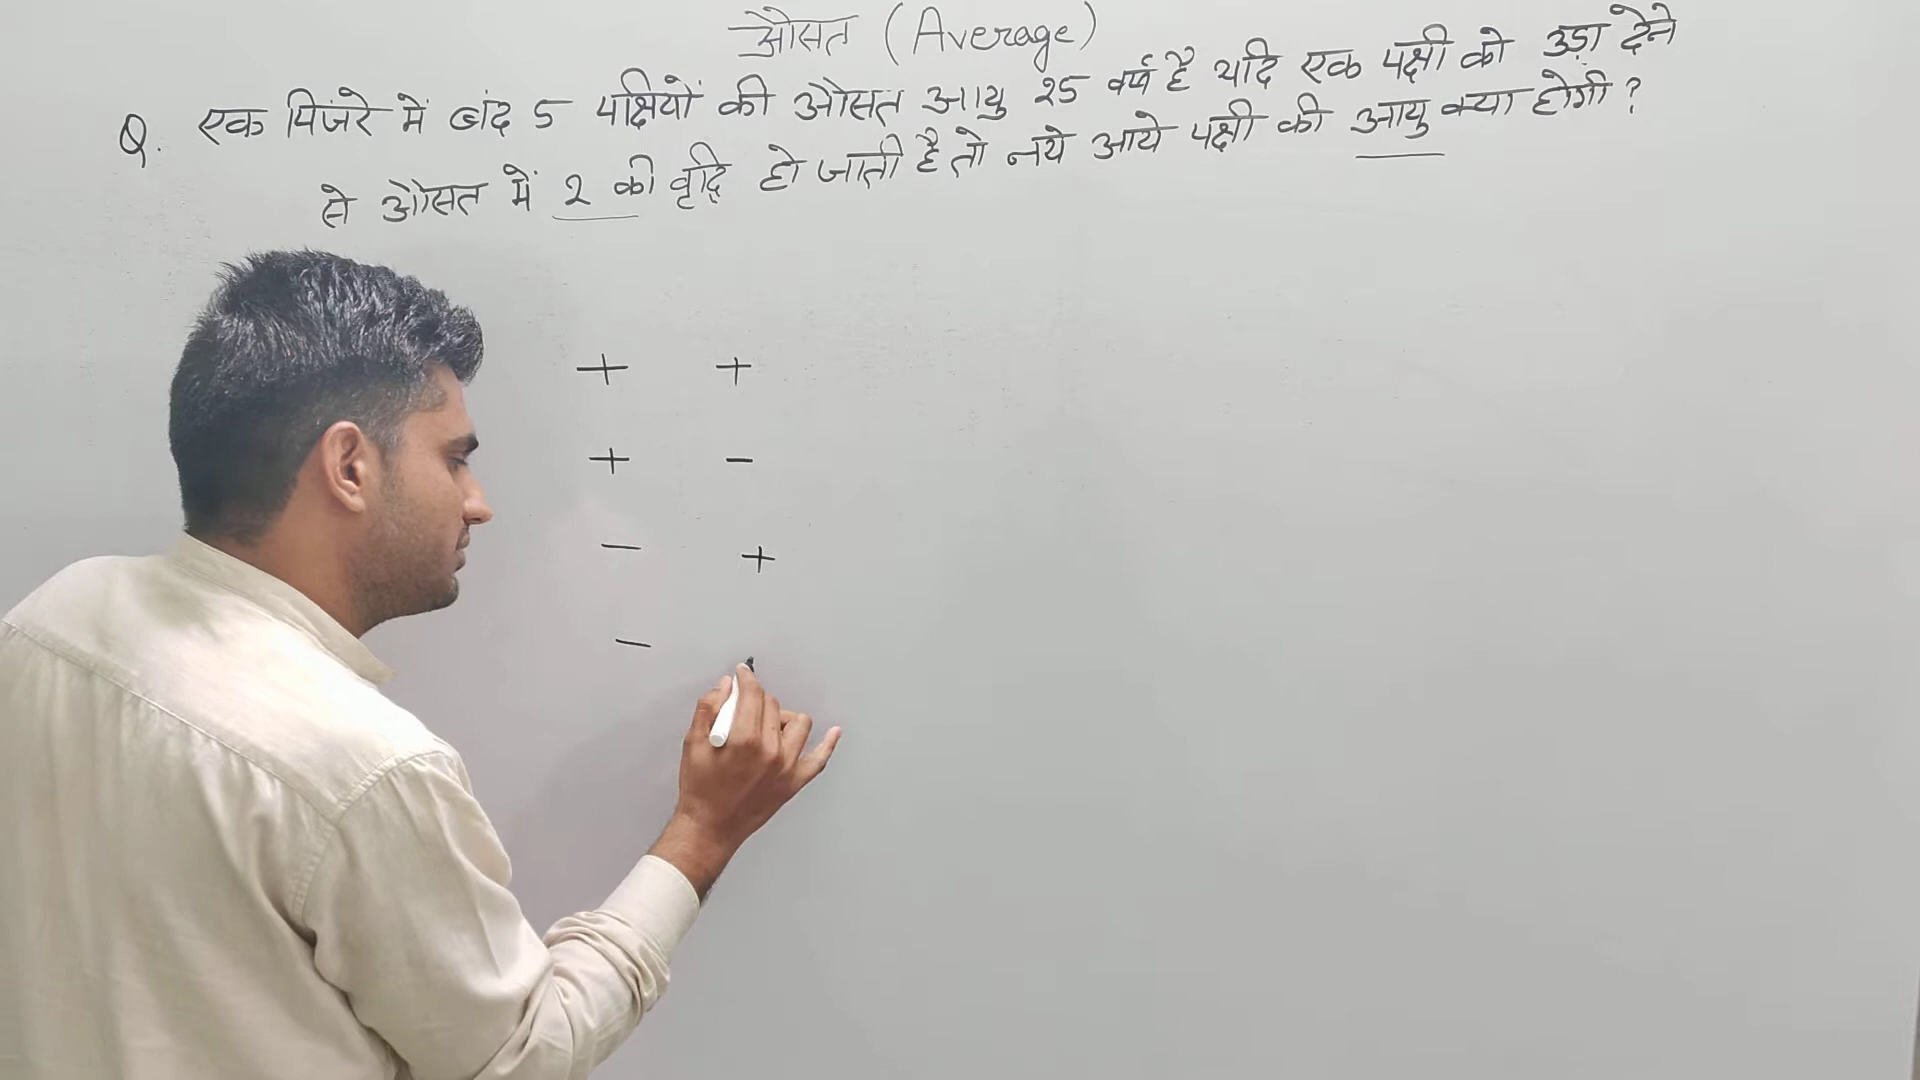 औसत (Average)
Q. एक पिंजरे में बंद 5 पक्षियों की औसत आयु 25 वर्ष है यदि एक पक्षी को उड़ा देने
से औसत में 2 की वृद्दि हो जाती है तो नये आये पक्षी की आयु क्या होगी ?
+ +
+ -
- +
-